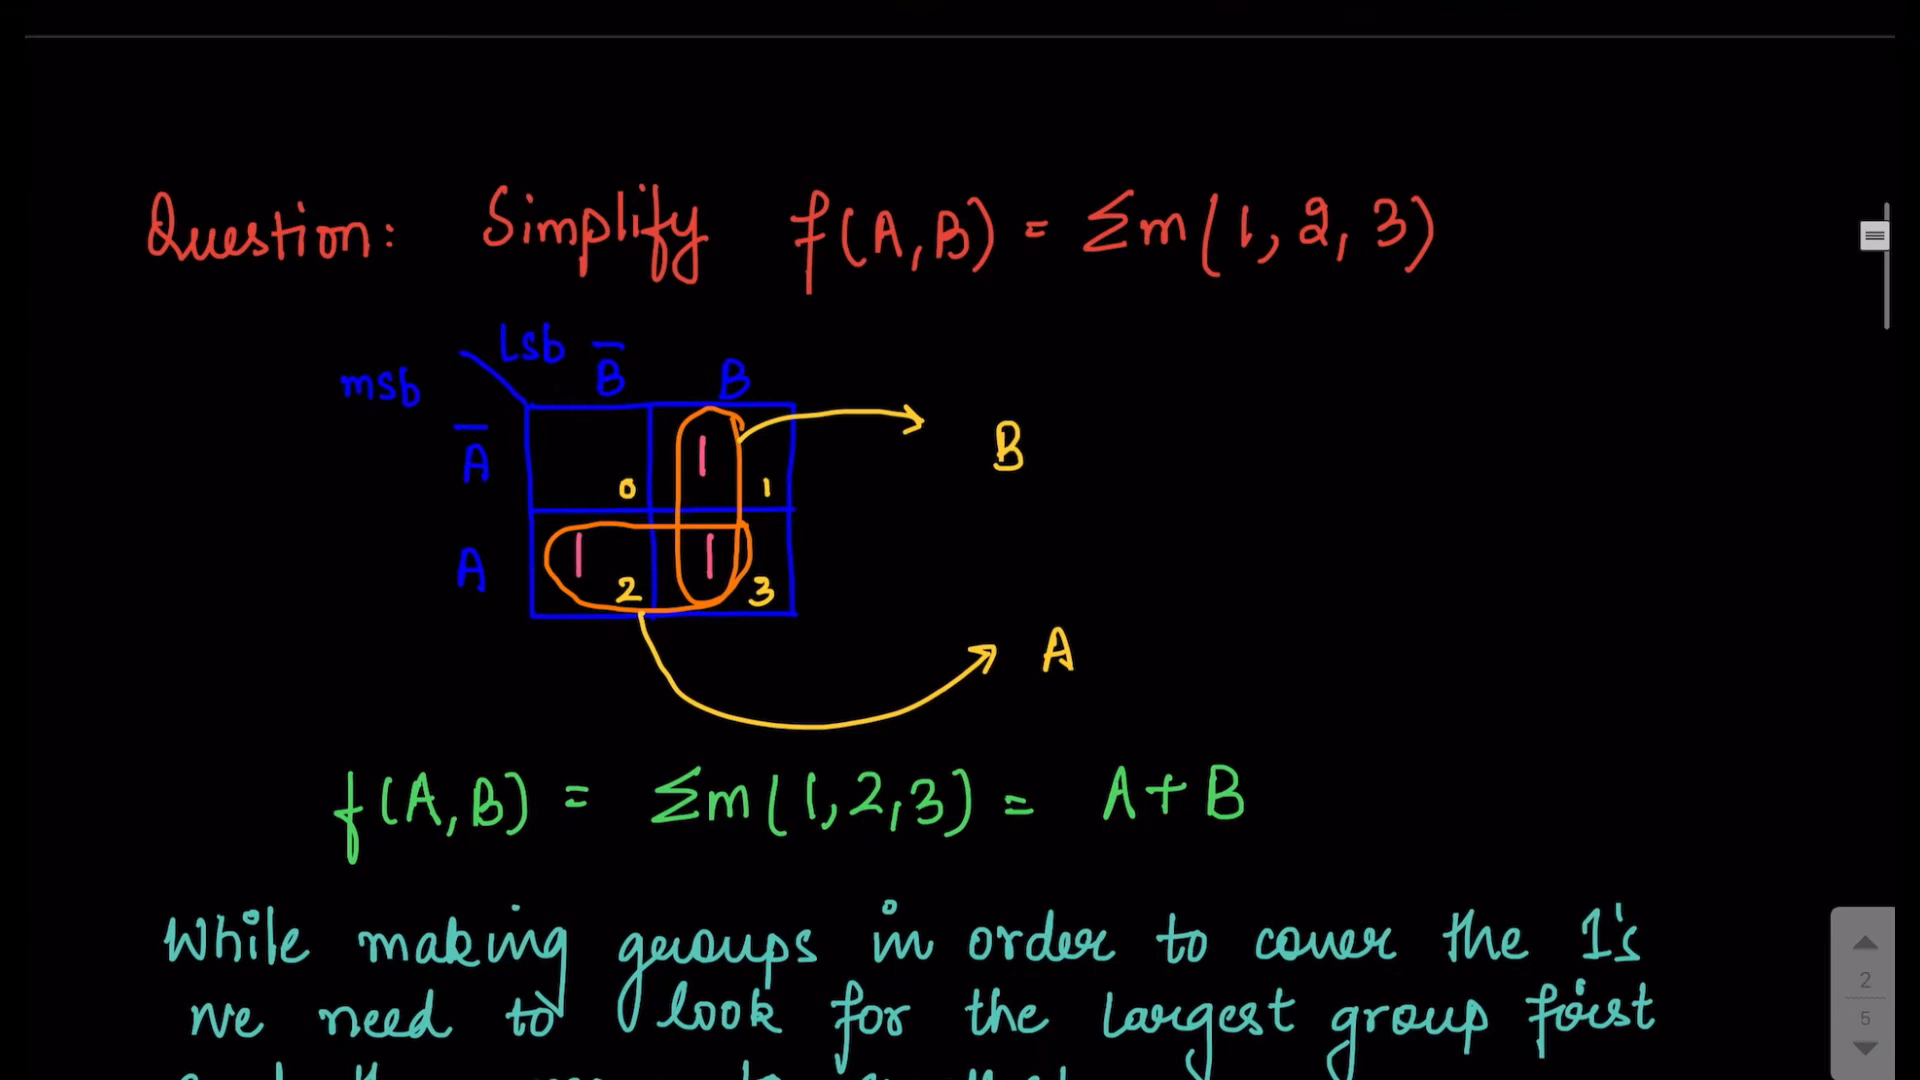 Question: Simplify f(A,B) = Σm(1,2,3)
lsb B̅ B
msb
A̅ 1 B
0 1
A 1 1
2 3
A
f(A,B) = Σm(1,2,3) = A+B
While making groups in order to cover the 1's
we need to look for the largest group first
2
5